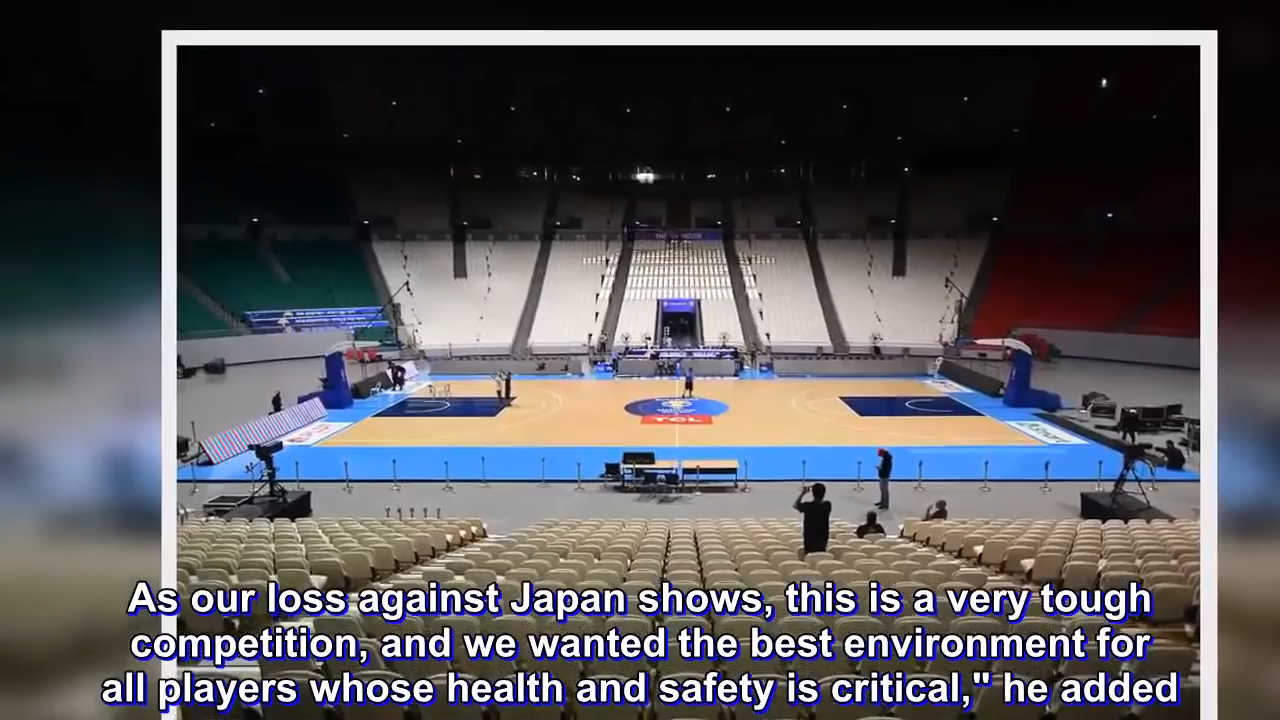 TCL
As our loss against Japan shows, this is a very tough
competition, and we wanted the best environment for
all players whose health and safety is critical," he added